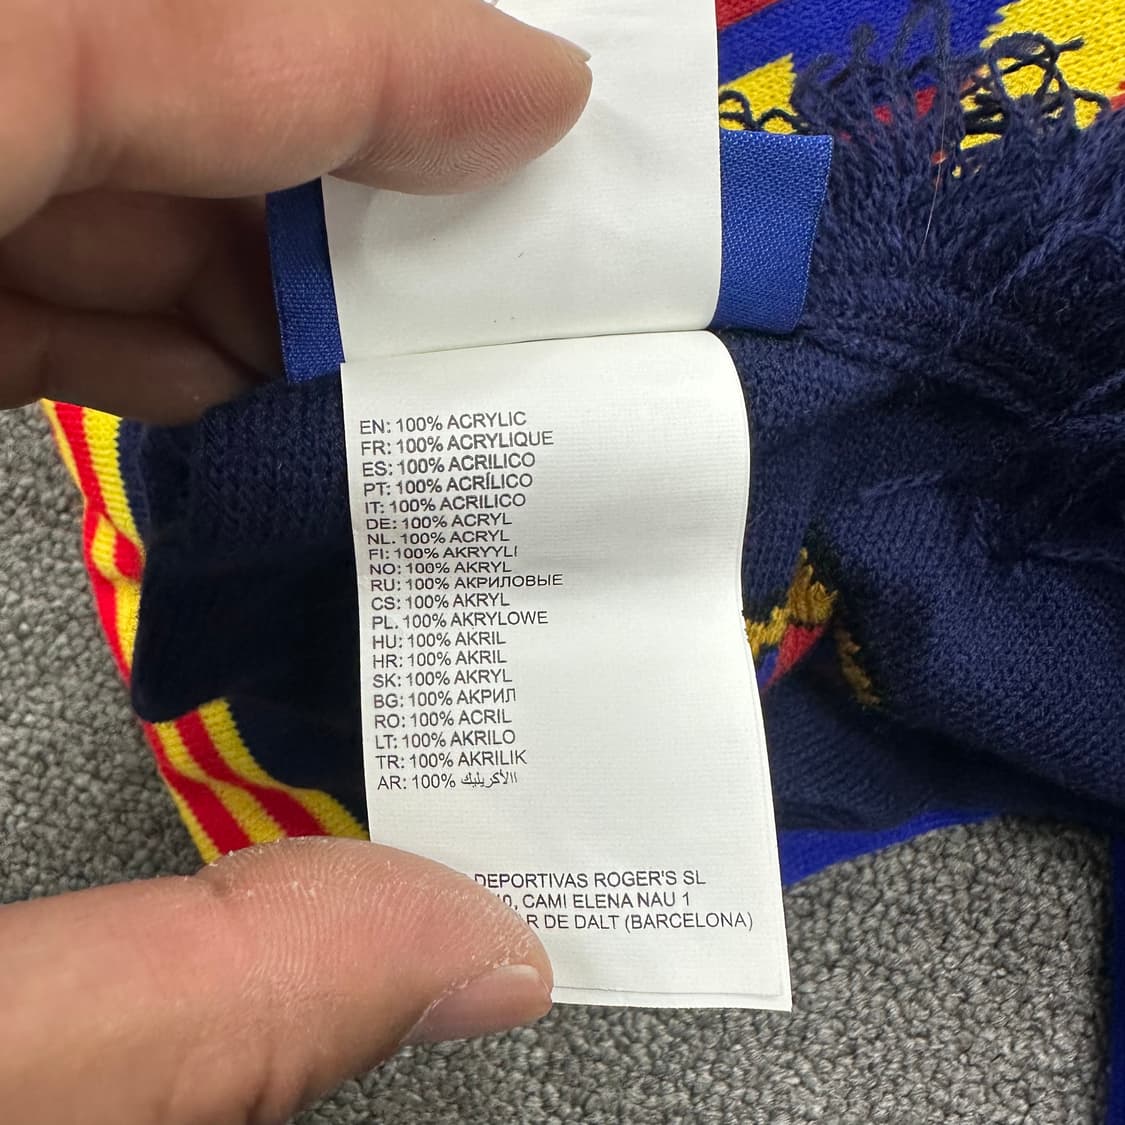 EN: 100% ACRYLIC
FR: 100% ACRYLIQUE
ES: 100% ACRILICO
PT: 100% ACRÍLICO
IT: 100% ACRILICO
DE: 100% ACRYL
NL. 100% ACRYL
FI: 100% AKRYYLI
NO: 100% AKRYL
RU: 100% АКРИЛОВЫЕ
CS: 100% AKRYL
PL. 100% AKRYLOWE
HU: 100% AKRIL
HR: 100% AKRIL
SK: 100% AKRYL
BG: 100% АКРИЛ
RO: 100% ACRIL
LT: 100% AKRILO
TR: 100% AKRILIK
AR: 100% الأكريليك
DEPORTIVAS ROGER'S SL
CAMI ELENA NAU 1
DE DALT (BARCELONA)